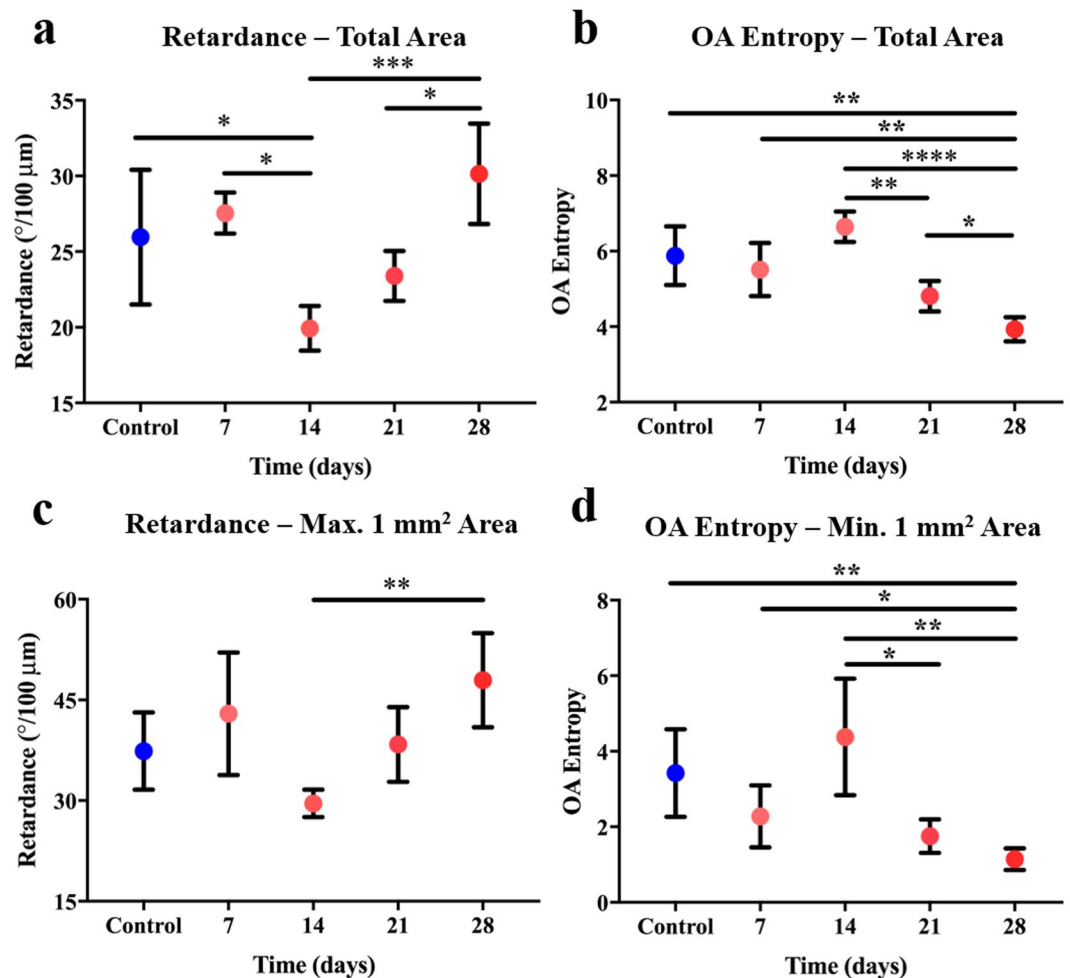 a
Retardance – Total Area
***
*
*
*
35
30
25
20
15
Retardance (°/100 µm)
Control 7 14 21 28
Time (days)
b
OA Entropy – Total Area
**
**
****
**
*
10
8
6
4
2
OA Entropy
Control 7 14 21 28
Time (days)
c
Retardance – Max. 1 mm² Area
**
60
45
30
15
Retardance (°/100 µm)
Control 7 14 21 28
Time (days)
d
OA Entropy – Min. 1 mm² Area
**
*
**
*
8
6
4
2
0
OA Entropy
Control 7 14 21 28
Time (days)